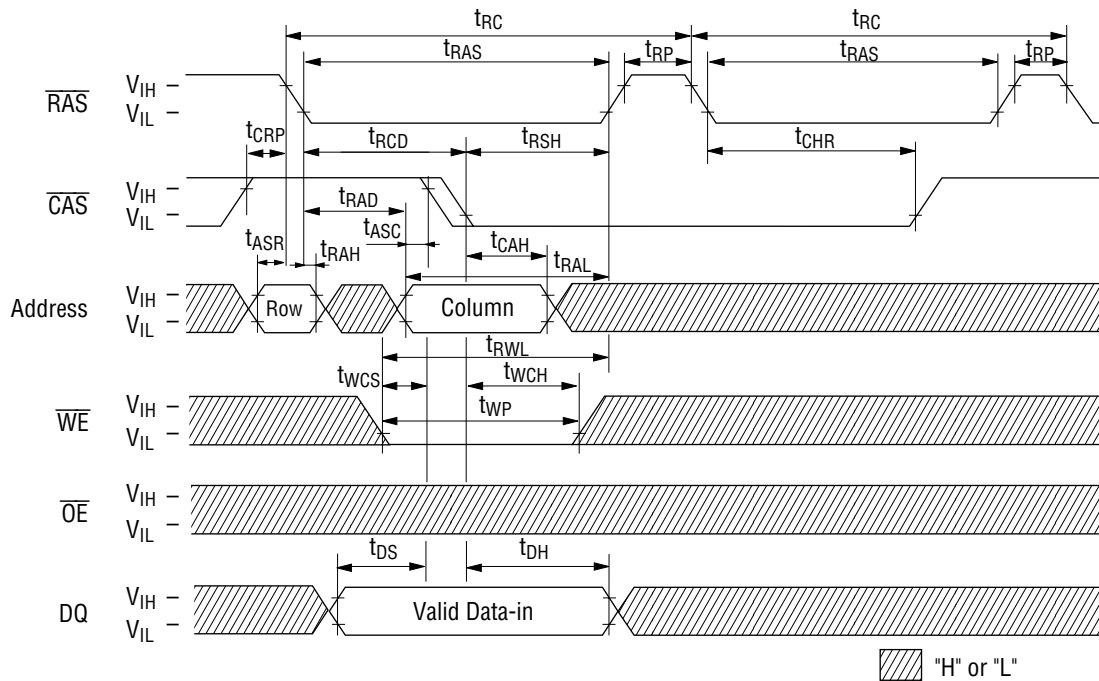 tRC tRC
tRAS tRP tRAS tRP
RAS VIH
VIL
tCRP tRCD tRSH tCHR
CAS VIH
VIL
tRAD
tASR tRAH tASC tCAH
tRAL
Address VIH
VIL
Row Column
tRWL
tWCS tWCH
tWP
WE VIH
VIL
OE VIH
VIL
tDS tDH
DQ VIH
VIL
Valid Data-in
"H" or "L"